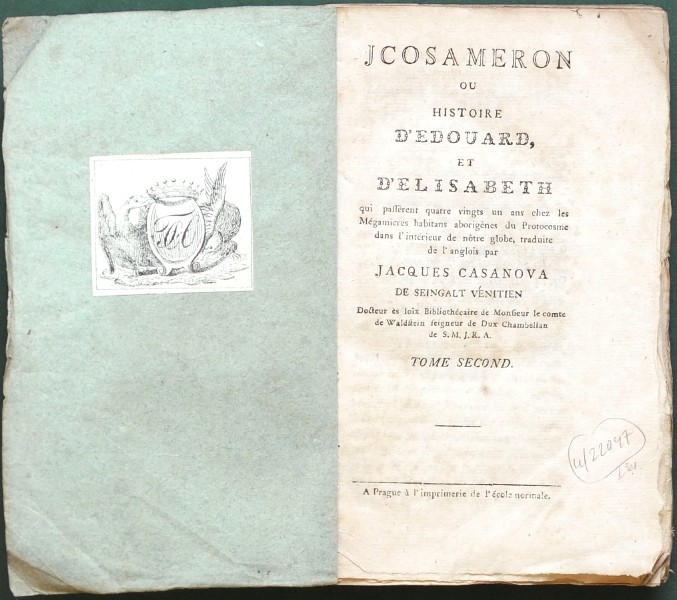 JCOSAMERON
OU
HISTOIRE
D'EDOUARD,
ET
D'ELISABETH
qui paſſèrent quatre vingts un ans chez les
Mégamicres habitans aborigènes du Protocosme
dans l'intérieur de nôtre globe, traduite
de l'anglois par
JACQUES CASANOVA
DE SEINGALT VÉNITIEN
Docteur ès loix Bibliothécaire de Monſieur le comte
de Waldſtein ſeigneur de Dux Chambellan
de S. M. J. R. A.
TOME SECOND.
A Prague à l'imprimerie de l'école normale.